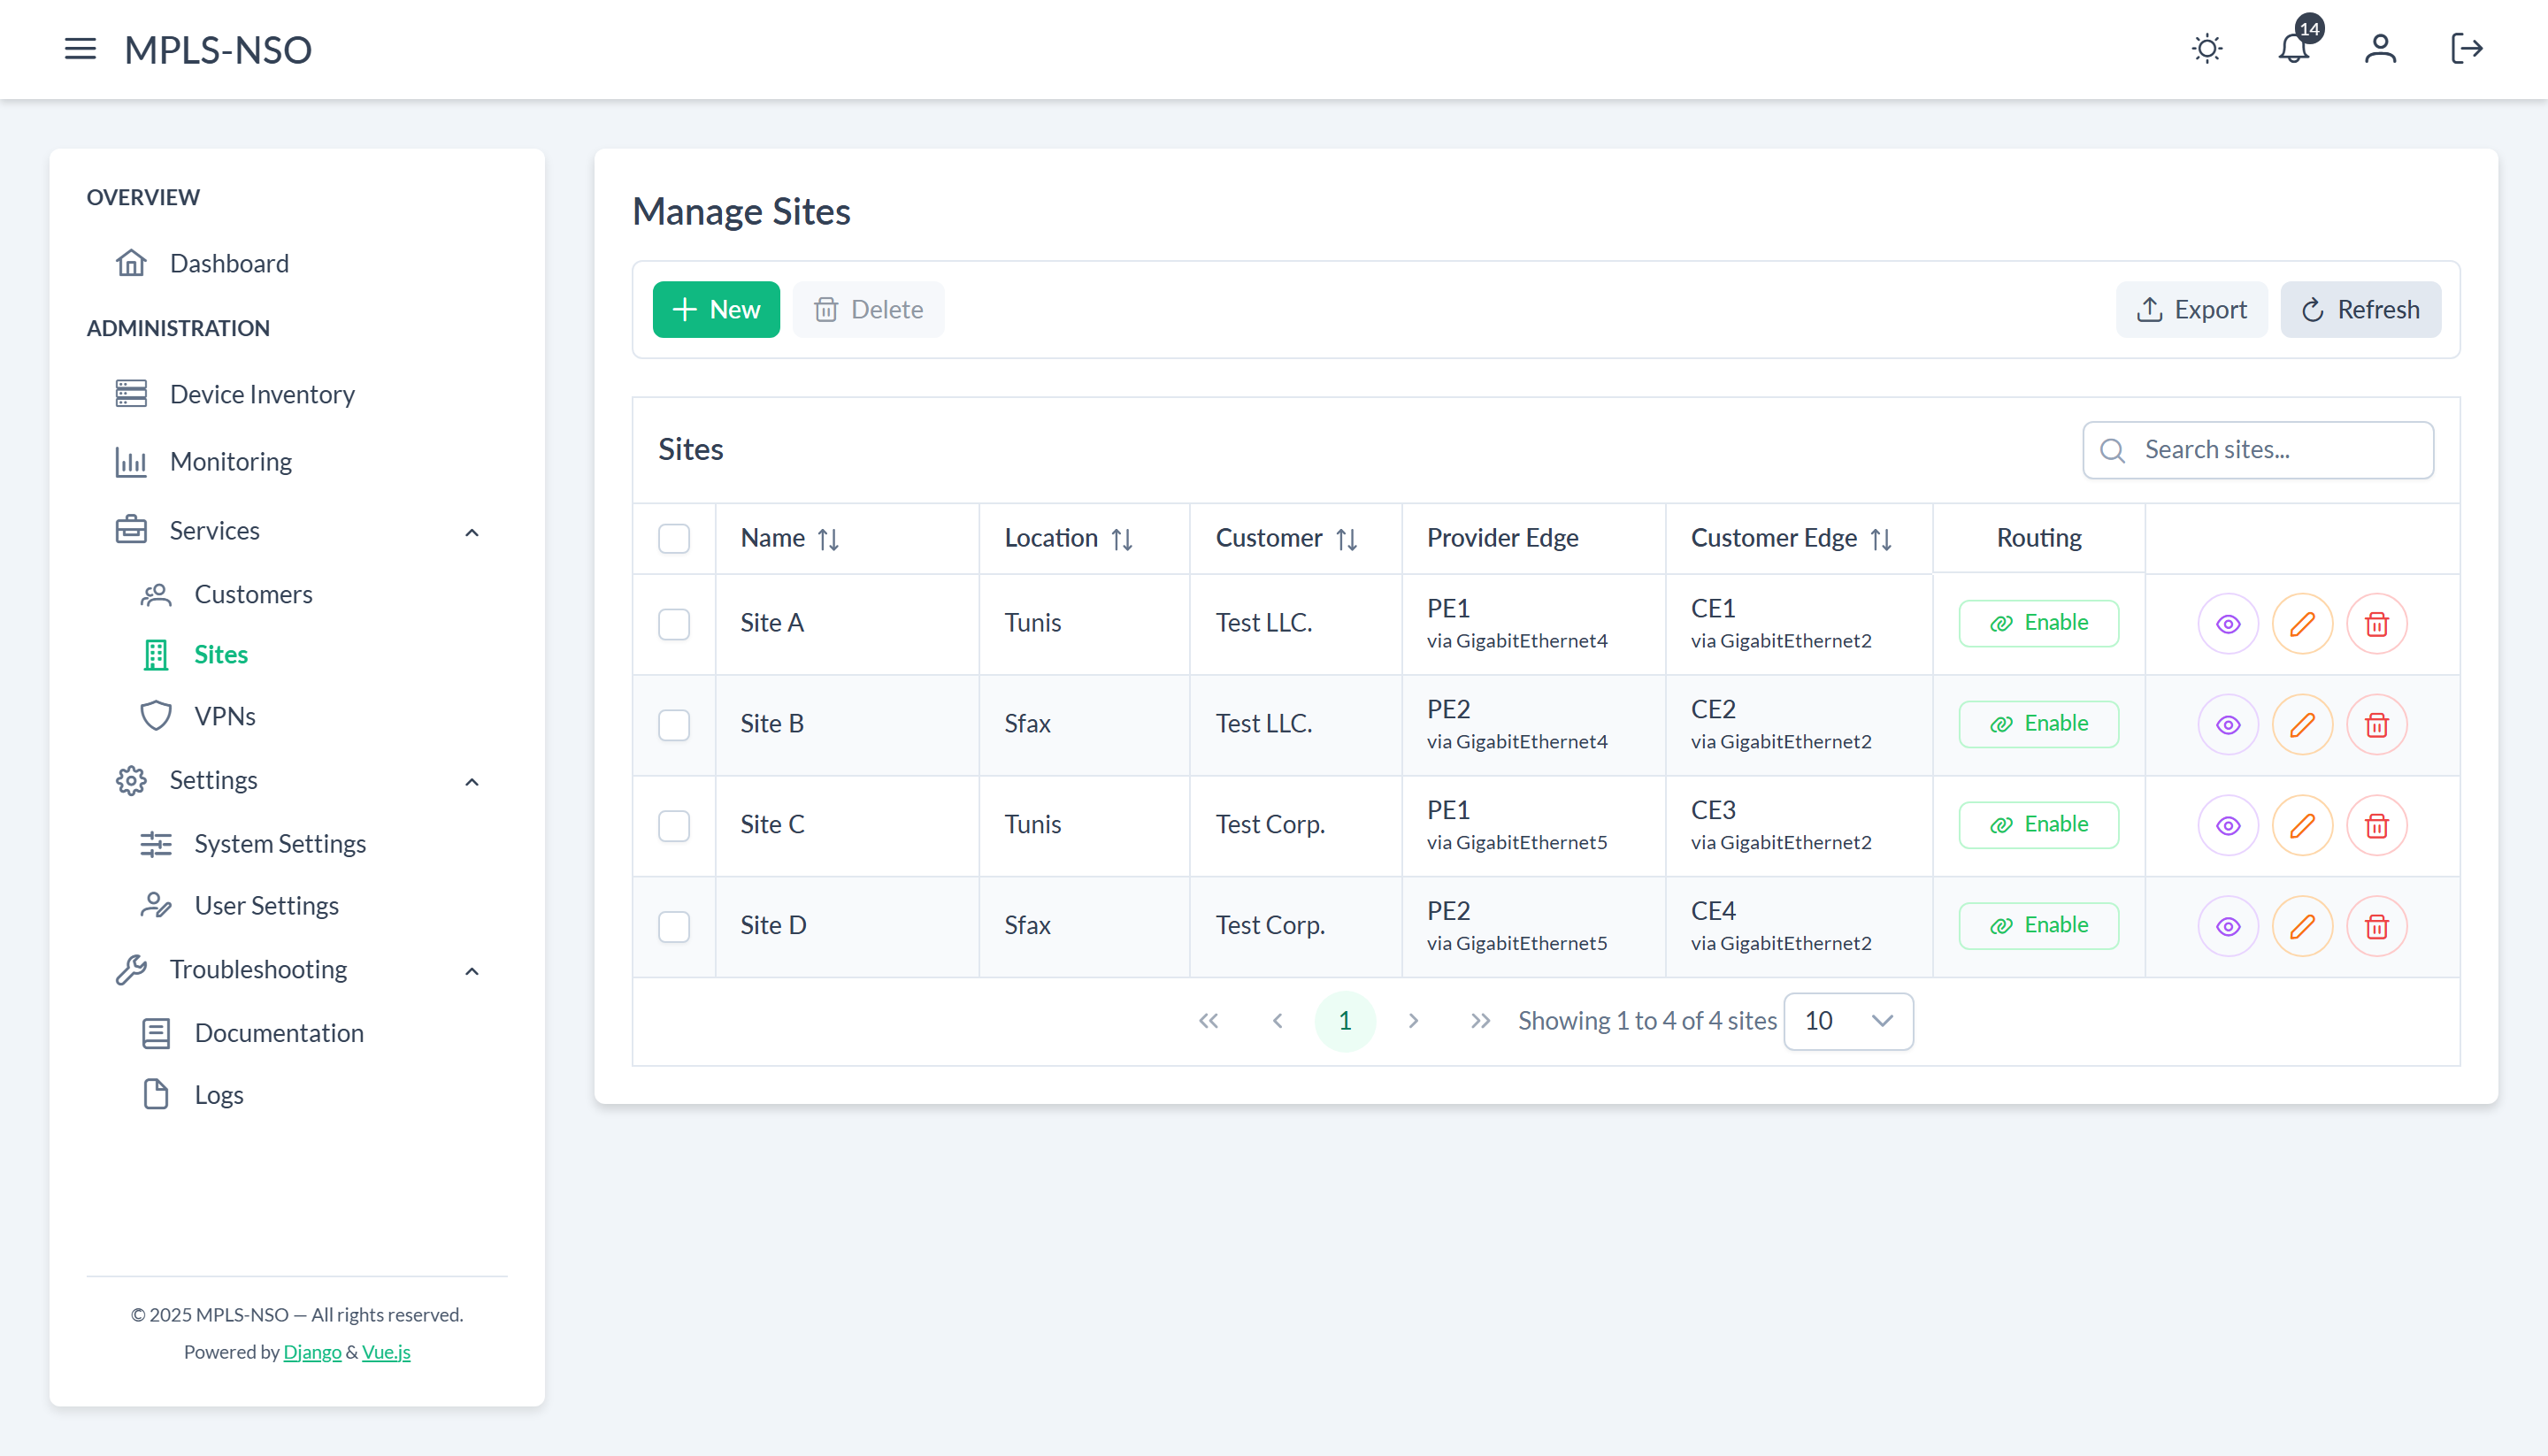 MPLS-NSO
14
OVERVIEW
Dashboard
ADMINISTRATION
Device Inventory
Monitoring
Services
Customers
Sites
VPNs
Settings
System Settings
User Settings
Troubleshooting
Documentation
Logs
© 2025 MPLS-NSO — All rights reserved.
Powered by Django & Vue.js
Manage Sites
New Delete Export Refresh
Sites
Search sites...
Name Location Customer Provider Edge Customer Edge Routing
Site A Tunis Test LLC. PE1 CE1 Enable
via GigabitEthernet4 via GigabitEthernet2
Site B Sfax Test LLC. PE2 CE2 Enable
via GigabitEthernet4 via GigabitEthernet2
Site C Tunis Test Corp. PE1 CE3 Enable
via GigabitEthernet5 via GigabitEthernet2
Site D Sfax Test Corp. PE2 CE4 Enable
via GigabitEthernet5 via GigabitEthernet2
1 Showing 1 to 4 of 4 sites 10